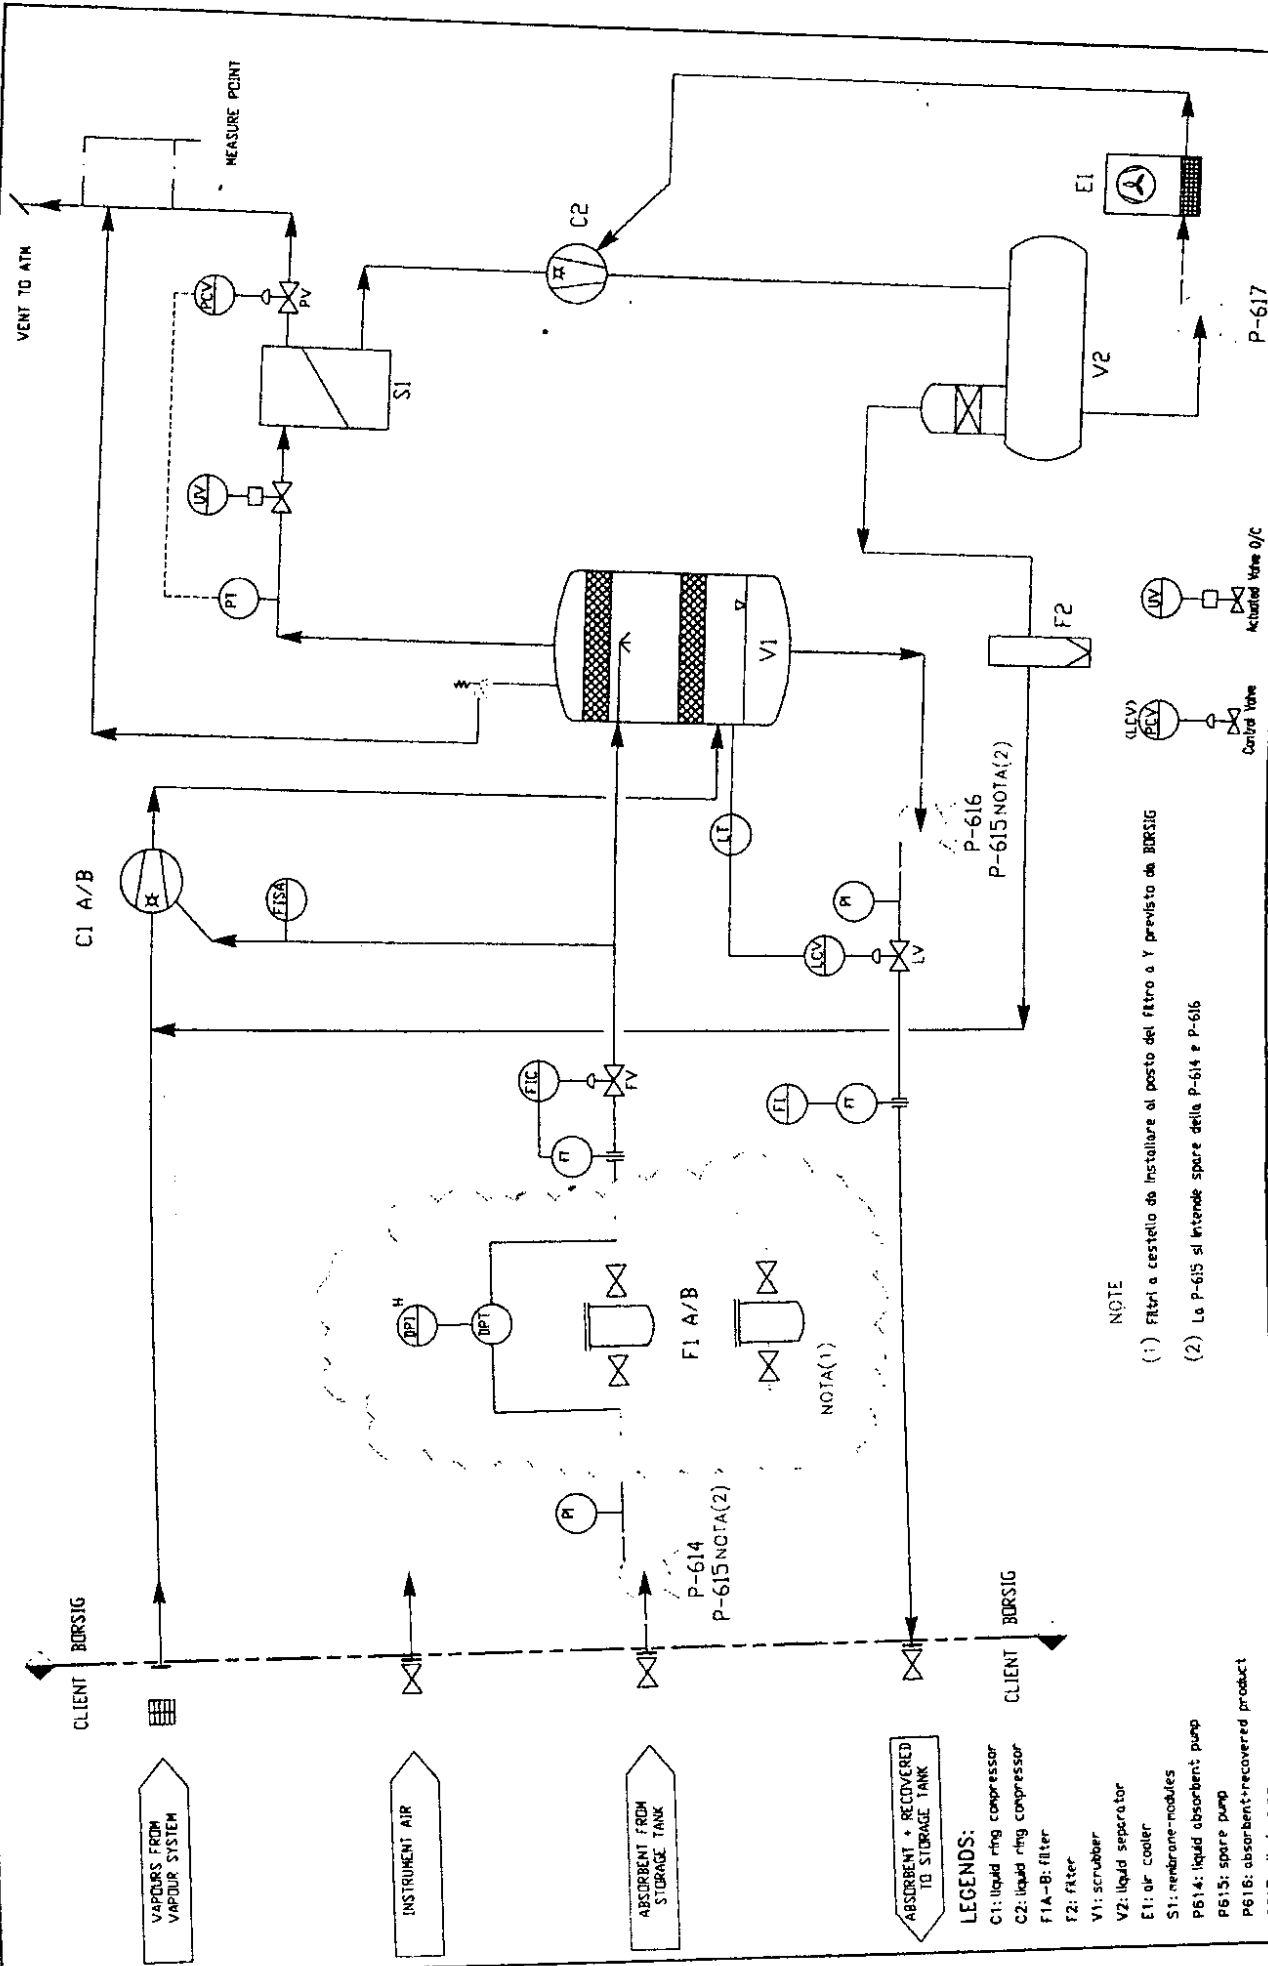 VENT TO ATM
MEASURE POINT
PCV
PV
S1
UV
PT
C2
E1
P-617
V2
V1
F2
C1 A/B
FISA
LT
P-616
P-615 NOTA(2)
PI
LCV
LV
FIC
FV
FT
FI
FT
DPI
H
DPT
F1 A/B
NOTA(1)
PI
P-614
P-615 NOTA(2)
CLIENT BORSIG
CLIENT BORSIG
VAPOURS FROM
VAPOUR SYSTEM
INSTRUMENT AIR
ABSORBENT FROM
STORAGE TANK
ABSORBENT + RECOVERED
TO STORAGE TANK
UV
Actuated Valve O/C
(LCV)
PCV
Control Valve
NOTE
(1) Filtri a cestello da installare al posto del filtro a Y previsto da BORSIG
(2) La P-615 si intende spare della P-614 e P-616
LEGENDS:
C1: liquid ring compressor
C2: liquid ring compressor
F1A-B: filter
F2: filter
V1: scrubber
V2: liquid separator
E1: air cooler
S1: membrane-modules
P614: liquid absorbent pump
P615: spare pump
P616: absorbent+recovered product